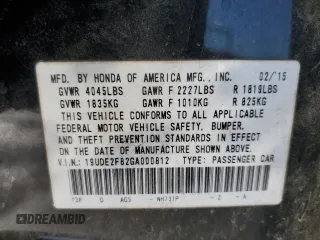 MFD. BY HONDA OF AMERICA MFG., INC. 02/15
GVWR 4045LBS GAWR F 2227LBS R 1819LBS
GVWR 1835KG GAWR F 1010KG R 825KG
THIS VEHICLE CONFORMS TO ALL APPLICABLE
FEDERAL MOTOR VEHICLE SAFETY, BUMPER,
AND THEFT PREVENTION STANDARDS IN EFFECT
ON THE DATE OF MANUFACTURE SHOWN ABOVE.
V.I.N.: 19UDE2F82GA000812 TYPE: PASSENGER CAR
NH731P
DREAMBID